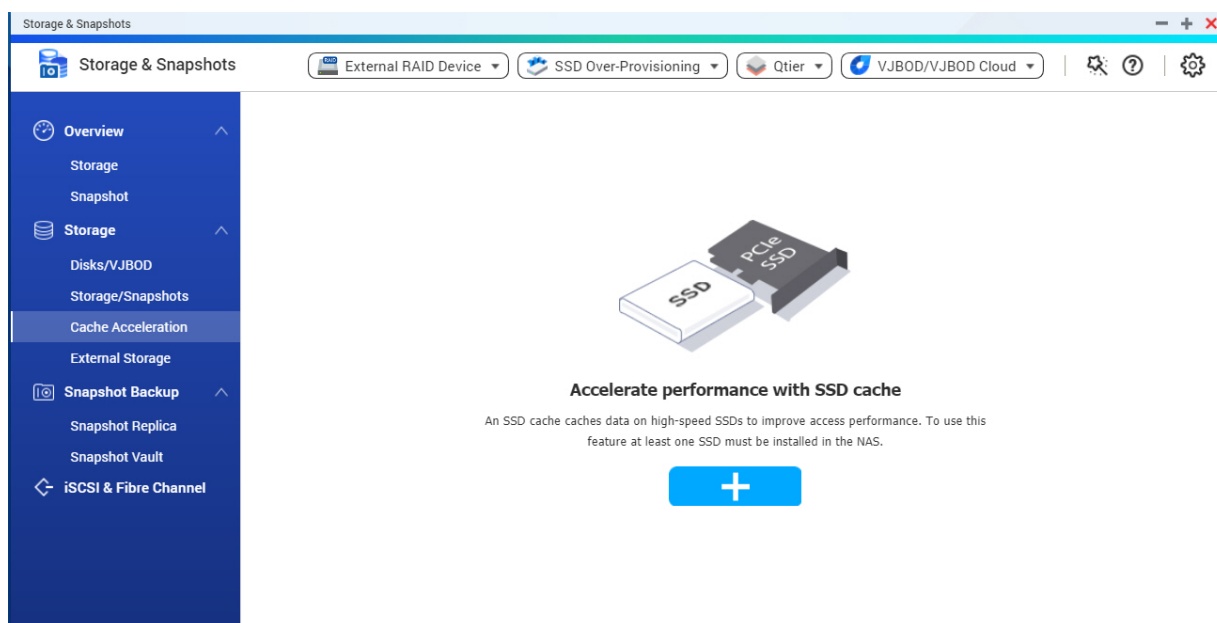 Storage & Snapshots
Storage & Snapshots
External RAID Device
SSD Over-Provisioning
Qtier
VJBOD/VJBOD Cloud
Overview
Storage
Snapshot
Storage
Disks/VJBOD
Storage/Snapshots
Cache Acceleration
External Storage
Snapshot Backup
Snapshot Replica
Snapshot Vault
iSCSI & Fibre Channel
PCIe
SSD
SSD
Accelerate performance with SSD cache
An SSD cache caches data on high-speed SSDs to improve access performance. To use this
feature at least one SSD must be installed in the NAS.